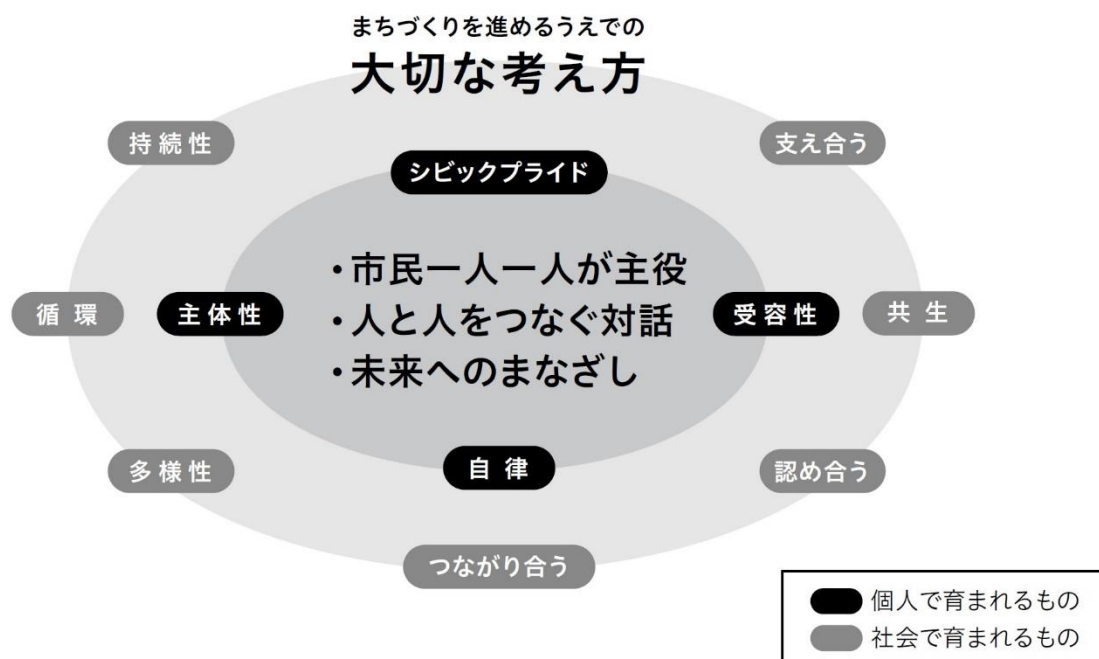 まちづくりを進めるうえでの
大切な考え方
持続性
支え合う
シビックプライド
・市民一人一人が主役
・人と人をつなぐ対話
・未来へのまなざし
循環
主体性
受容性
共生
多様性
自律
認め合う
つながり合う
個人で育まれるもの
社会で育まれるもの